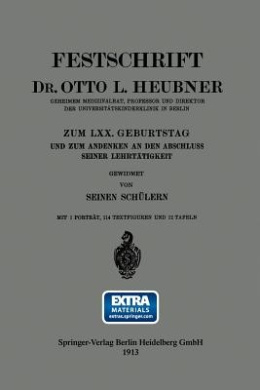 FESTSCHRIFT
DR. OTTO L. HEUBNER
GEHEIMEM MEDIZINALRAT, PROFESSOR UND DIREKTOR
DER UNIVERSITÄTSKINDERKLINIK IN BERLIN
ZUM LXX. GEBURTSTAG
UND ZUM ANDENKEN AN DEN ABSCHLUSS
SEINER LEHRTÄTIGKEIT
GEWIDMET
VON
SEINEN SCHÜLERN
MIT 1 PORTRÄT, 114 TEXTFIGUREN UND 13 TAFELN
EXTRA
MATERIALS
extras.springer.com
Springer-Verlag Berlin Heidelberg GmbH
1913